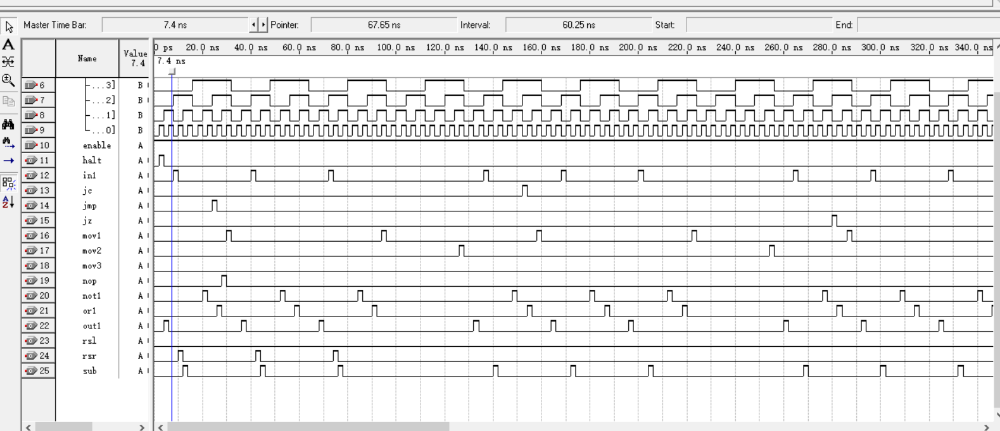 Master Time Bar: 7.4 ns Pointer: 67.65 ns Interval: 60.25 ns Start: End:
Name Value 7.4
0 ps 20.0 ns 40.0 ns 60.0 ns 80.0 ns 100.0 ns 120.0 ns 140.0 ns 160.0 ns 180.0 ns 200.0 ns 220.0 ns 240.0 ns 260.0 ns 280.0 ns 300.0 ns 320.0 ns 340.0 ns
7.4 ns
6 ...3] B
7 ...2] B
8 ...1] B
9 ...0] B
10 enable A
11 halt A
12 in1 A
13 jc A
14 jmp A
15 jz A
16 mov1 A
17 mov2 A
18 mov3 A
19 nop A
20 not1 A
21 or1 A
22 out1 A
23 rsl A
24 rsr A
25 sub A